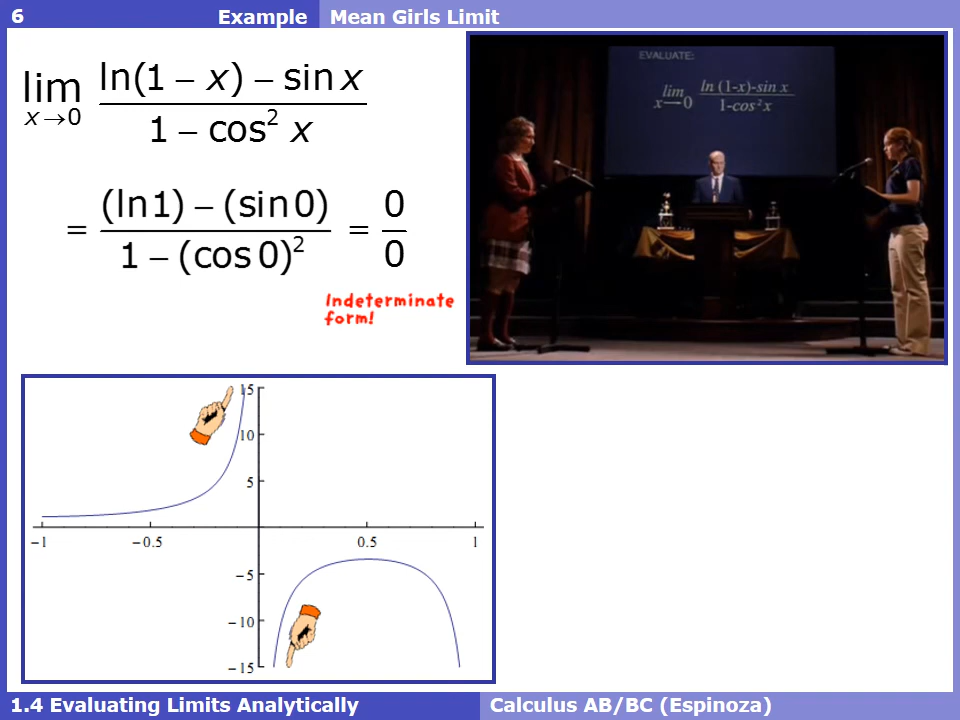 6
Example
Mean Girls Limit
lim x→0 (ln(1 − x) − sin x)/(1 − cos² x)
= ((ln1) − (sin0))/(1 − (cos0)²) = 0/0
Indeterminate
form!
EVALUATE:
lim x→0 (ln (1-x)-sin x)/(1-cos²x)
15
10
5
−1
−0.5
0.5
1
−5
−10
−15
1.4 Evaluating Limits Analytically
Calculus AB/BC (Espinoza)